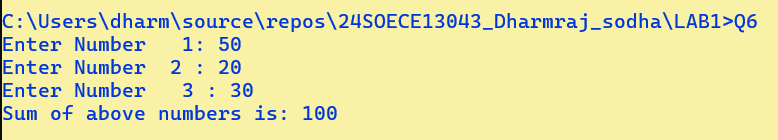 C:\Users\dharm\source\repos\24SOECE13043_Dharmraj_sodha\LAB1>Q6
Enter Number   1: 50
Enter Number  2 : 20
Enter Number   3 : 30
Sum of above numbers is: 100